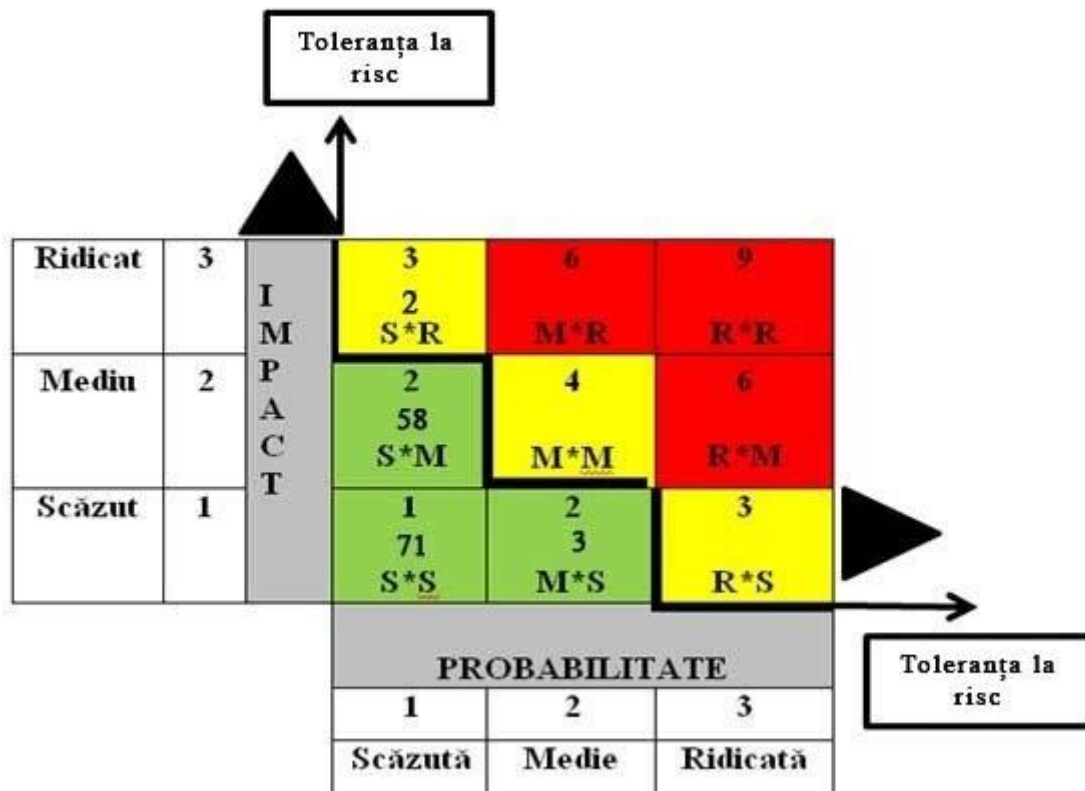 Toleranța la
risc
Ridicat 3 3 6 9
2
S*R M*R R*R
IMPACT
Mediu 2 2 4 6
58
S*M M*M R*M
Scăzut 1 1 2 3
71 3
S*S M*S R*S
PROBABILITATE
1 2 3
Scăzută Medie Ridicată
Toleranța la
risc